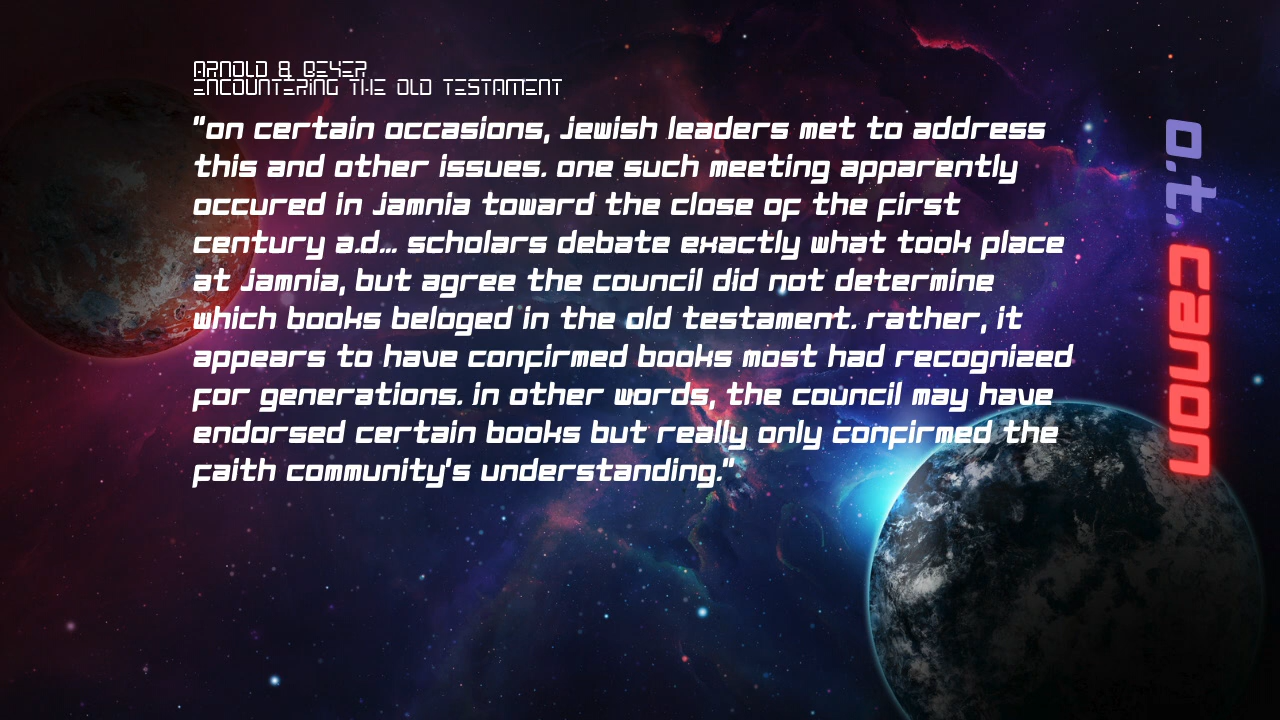 ARNOLD & BEYER
ENCOUNTERING THE OLD TESTAMENT
"on certain occasions, jewish leaders met to address
this and other issues. one such meeting apparently
occured in jamnia toward the close of the first
century a.d... scholars debate exactly what took place
at jamnia, but agree the council did not determine
which books beloged in the old testament. rather, it
appears to have confirmed books most had recognized
for generations. in other words, the council may have
endorsed certain books but really only confirmed the
faith community's understanding."
o.t. canon